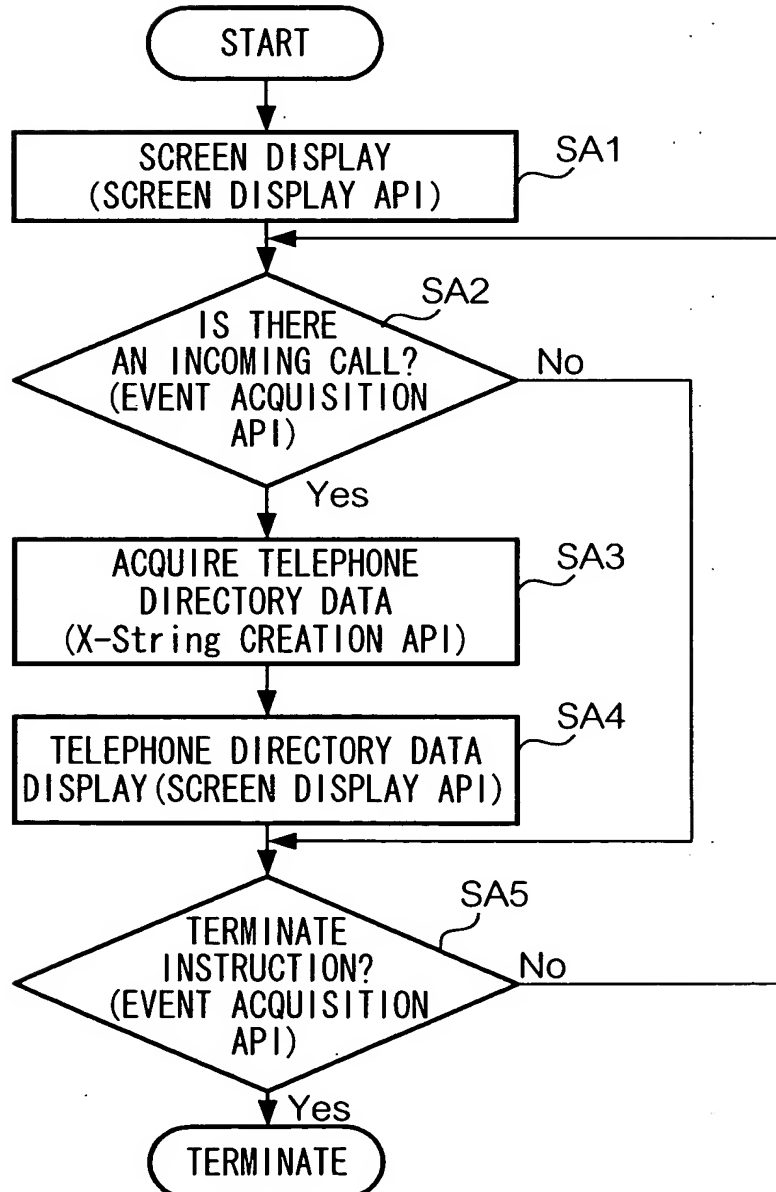 START
SCREEN DISPLAY
(SCREEN DISPLAY API)
SA1
SA2
IS THERE
AN INCOMING CALL?
(EVENT ACQUISITION
API)
No
Yes
ACQUIRE TELEPHONE
DIRECTORY DATA
(X-String CREATION API)
SA3
SA4
TELEPHONE DIRECTORY DATA
DISPLAY(SCREEN DISPLAY API)
SA5
TERMINATE
INSTRUCTION?
(EVENT ACQUISITION
API)
No
Yes
TERMINATE